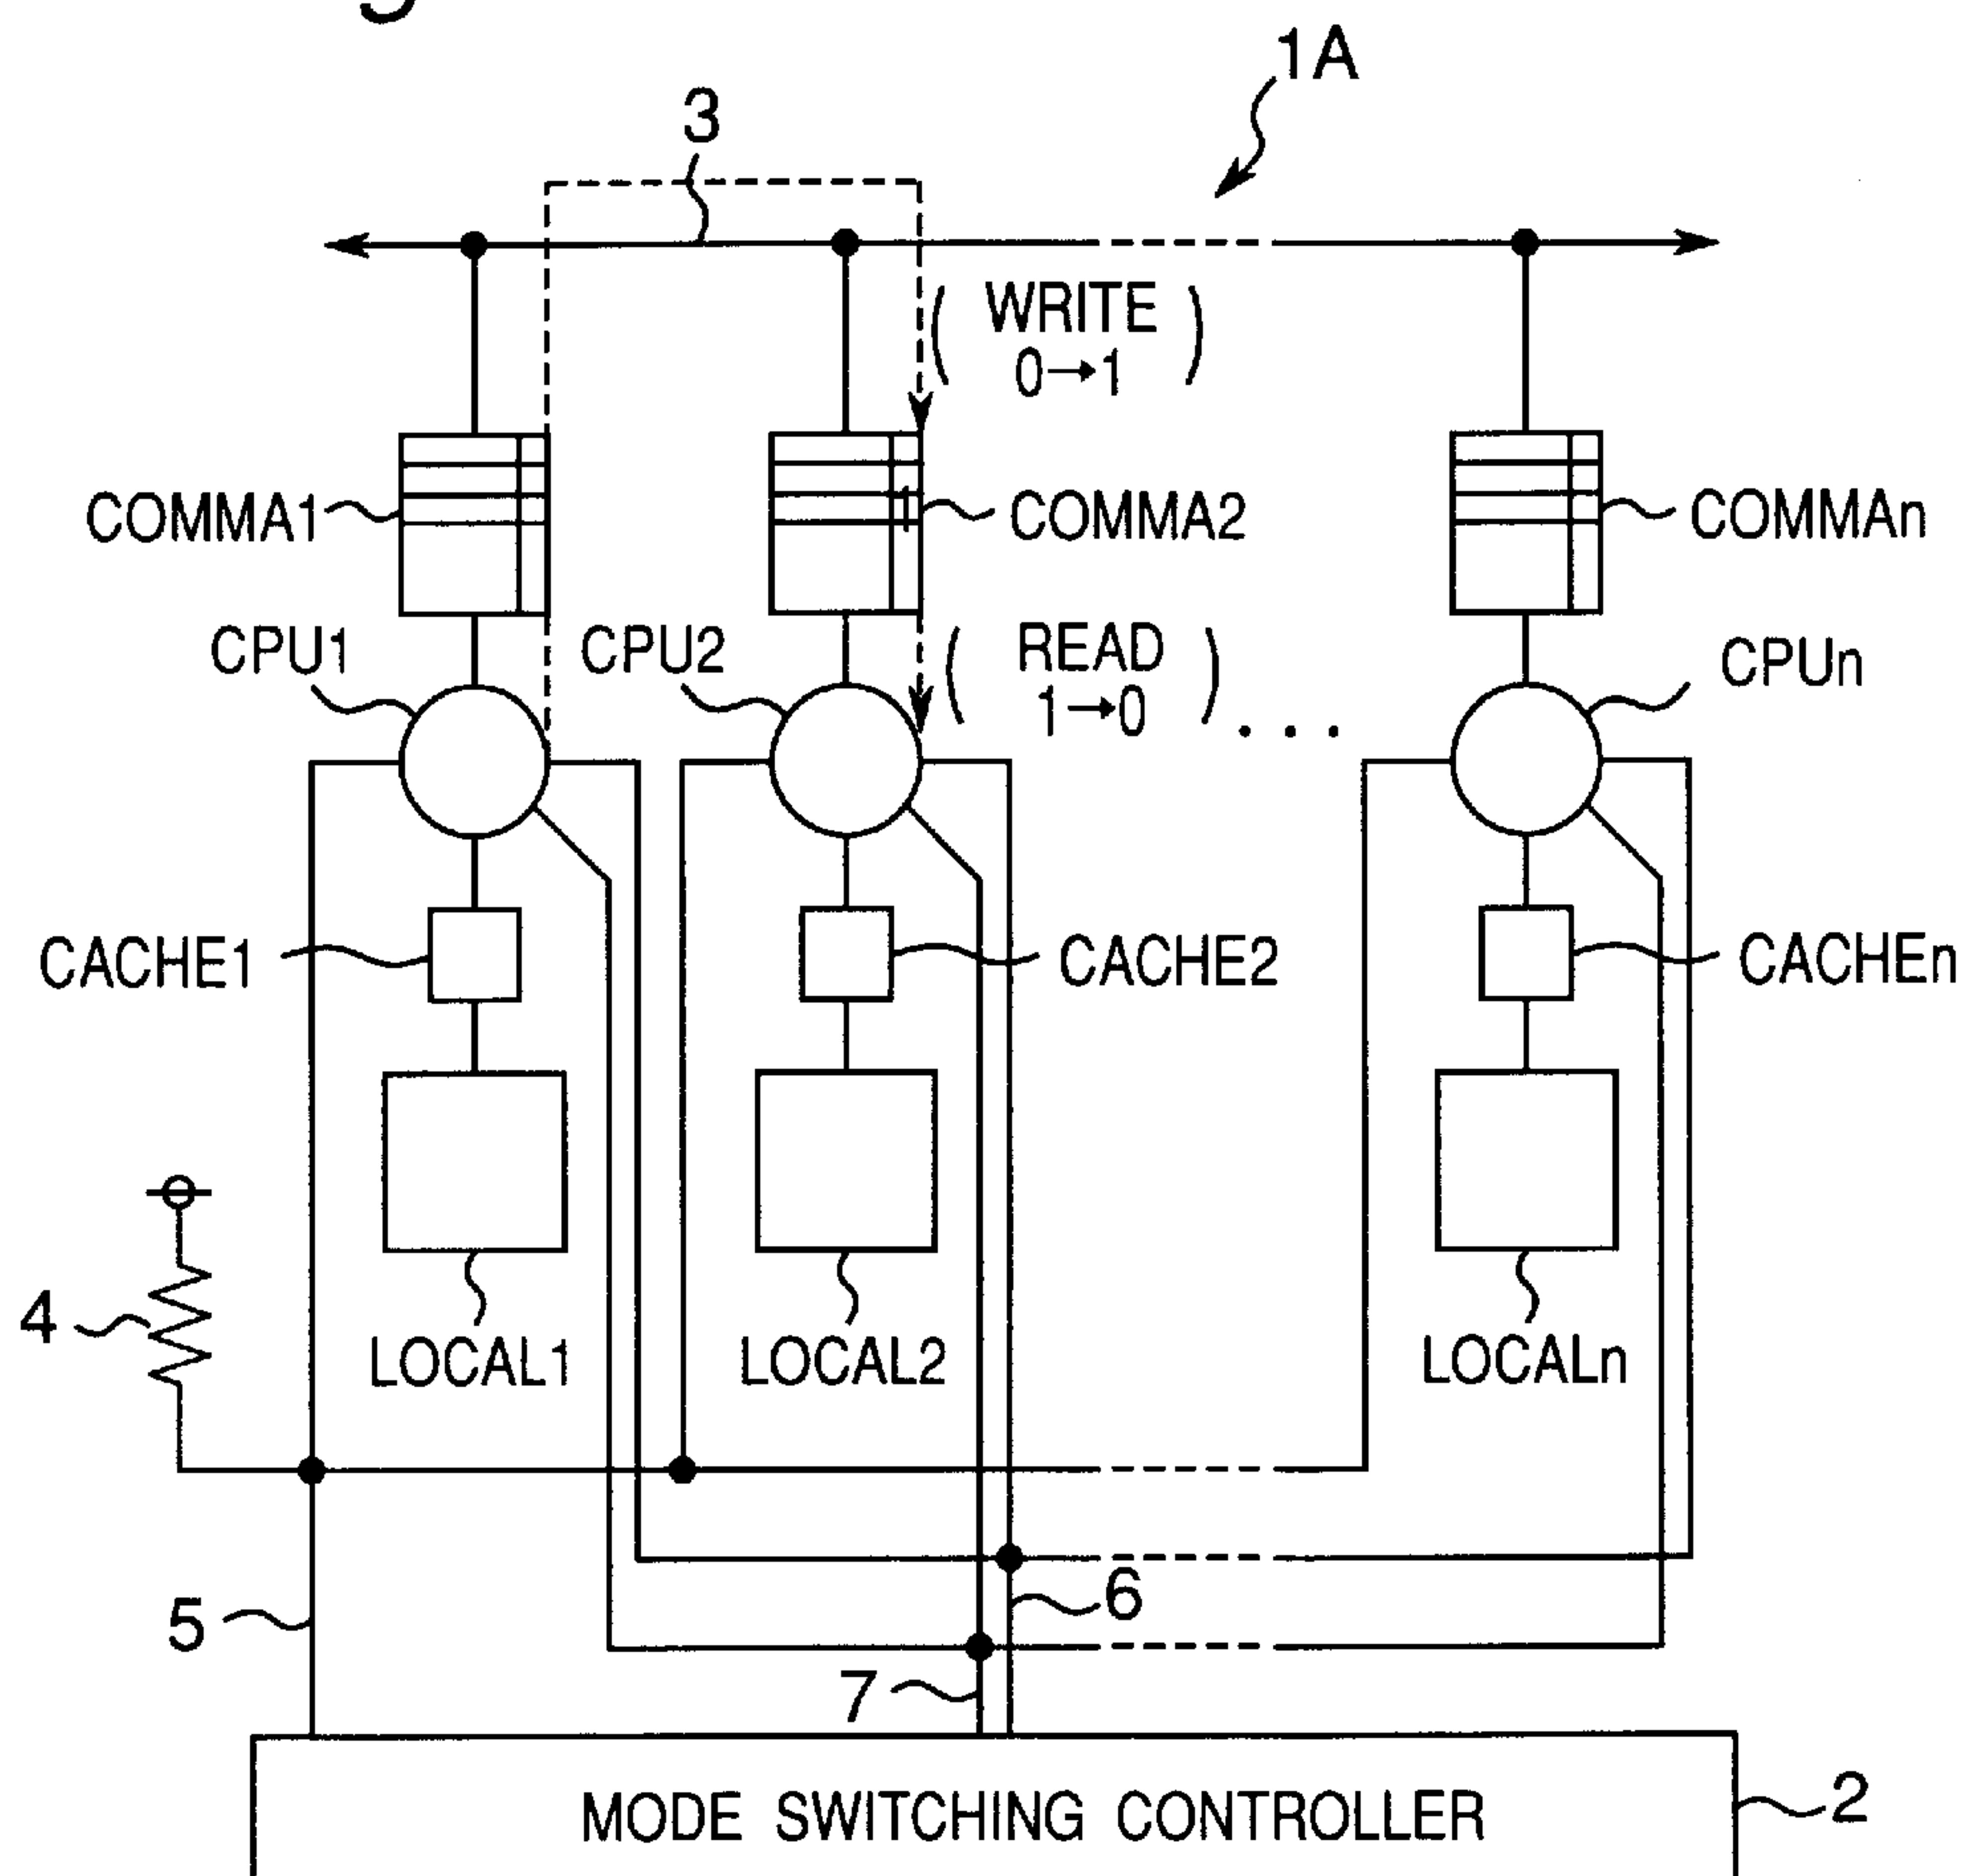 1A
3
( WRITE )
0→1
COMMA1
COMMA2
COMMAn
1
CPU1
CPU2
( READ )
1→0
CPUn
. . .
CACHE1
CACHE2
CACHEn
4
LOCAL1
LOCAL2
LOCALn
5
6
7
MODE SWITCHING CONTROLLER
2